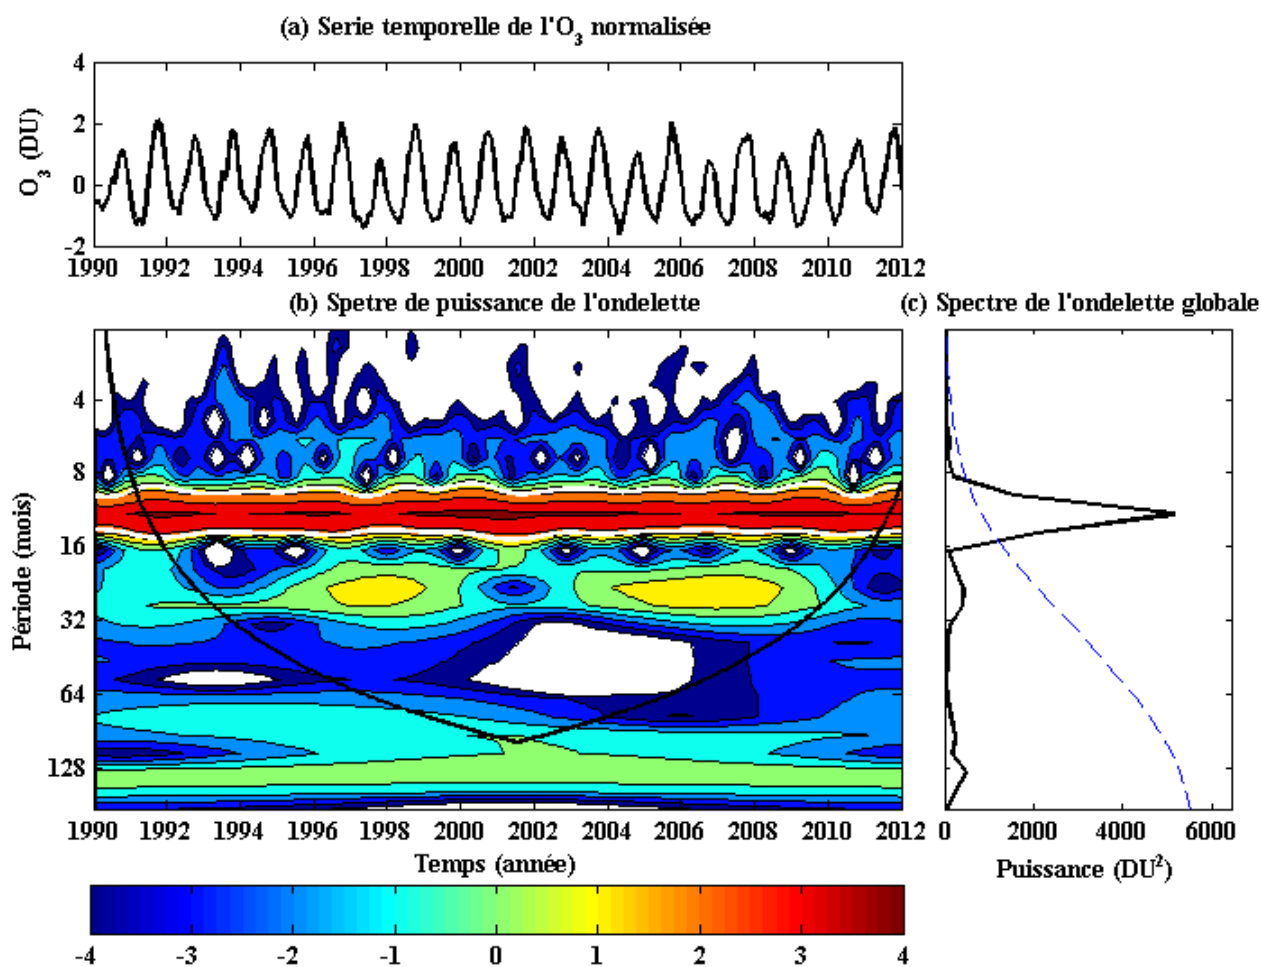 (a) Serie temporelle de l'O3 normalisée
4
2
0
-2
O3 (DU)
1990 1992 1994 1996 1998 2000 2002 2004 2006 2008 2010 2012
(b) Spetre de puissance de l'ondelette
(c) Spectre de l'ondelette globale
4
8
16
32
64
128
Période (mois)
1990 1992 1994 1996 1998 2000 2002 2004 2006 2008 2010 2012
0 2000 4000 6000
Temps (année)
Puissance (DU²)
-4 -3 -2 -1 0 1 2 3 4